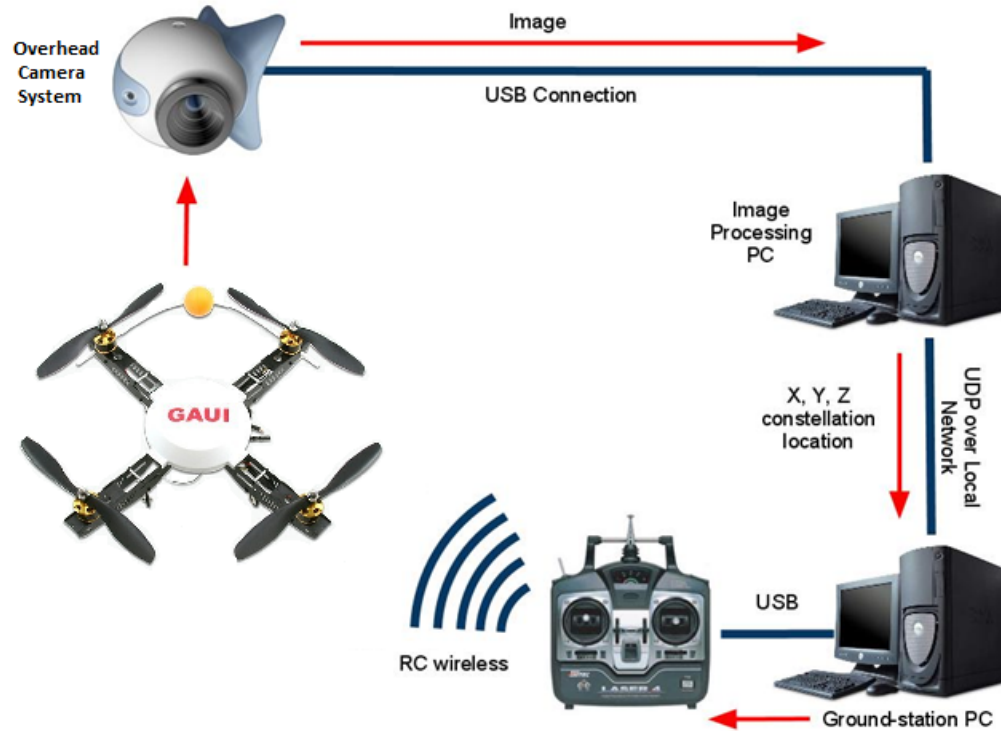 Image
Overhead
Camera
System
USB Connection
Image
Processing
PC
GAUI
X, Y, Z
constellation
location
UDP over Local
Network
USB
RC wireless
LASER 4
Ground-station PC